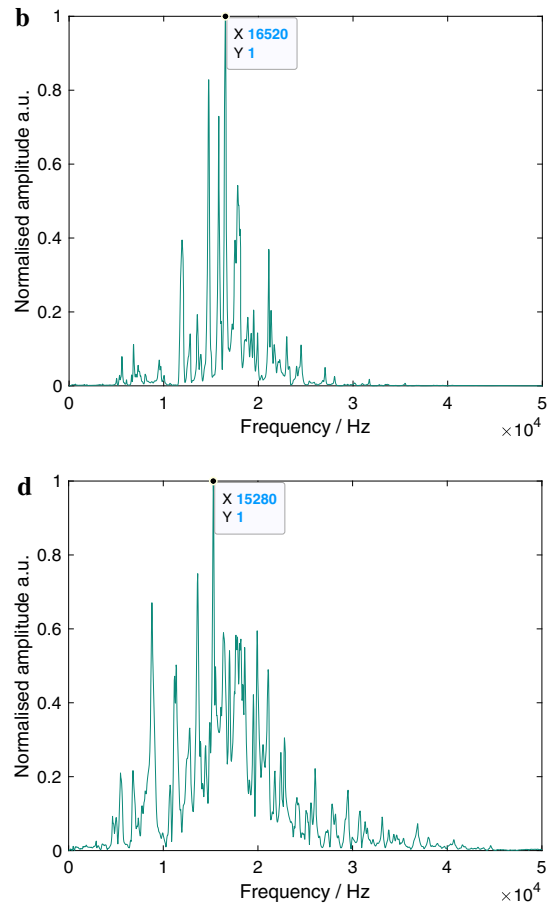 b
1
0.8
0.6
0.4
0.2
0
X 16520
Y 1
Normalised amplitude a.u.
0 1 2 3 4 5
Frequency / Hz
×10^4
d
1
0.8
0.6
0.4
0.2
0
X 15280
Y 1
Normalised amplitude a.u.
0 1 2 3 4 5
Frequency / Hz
×10^4